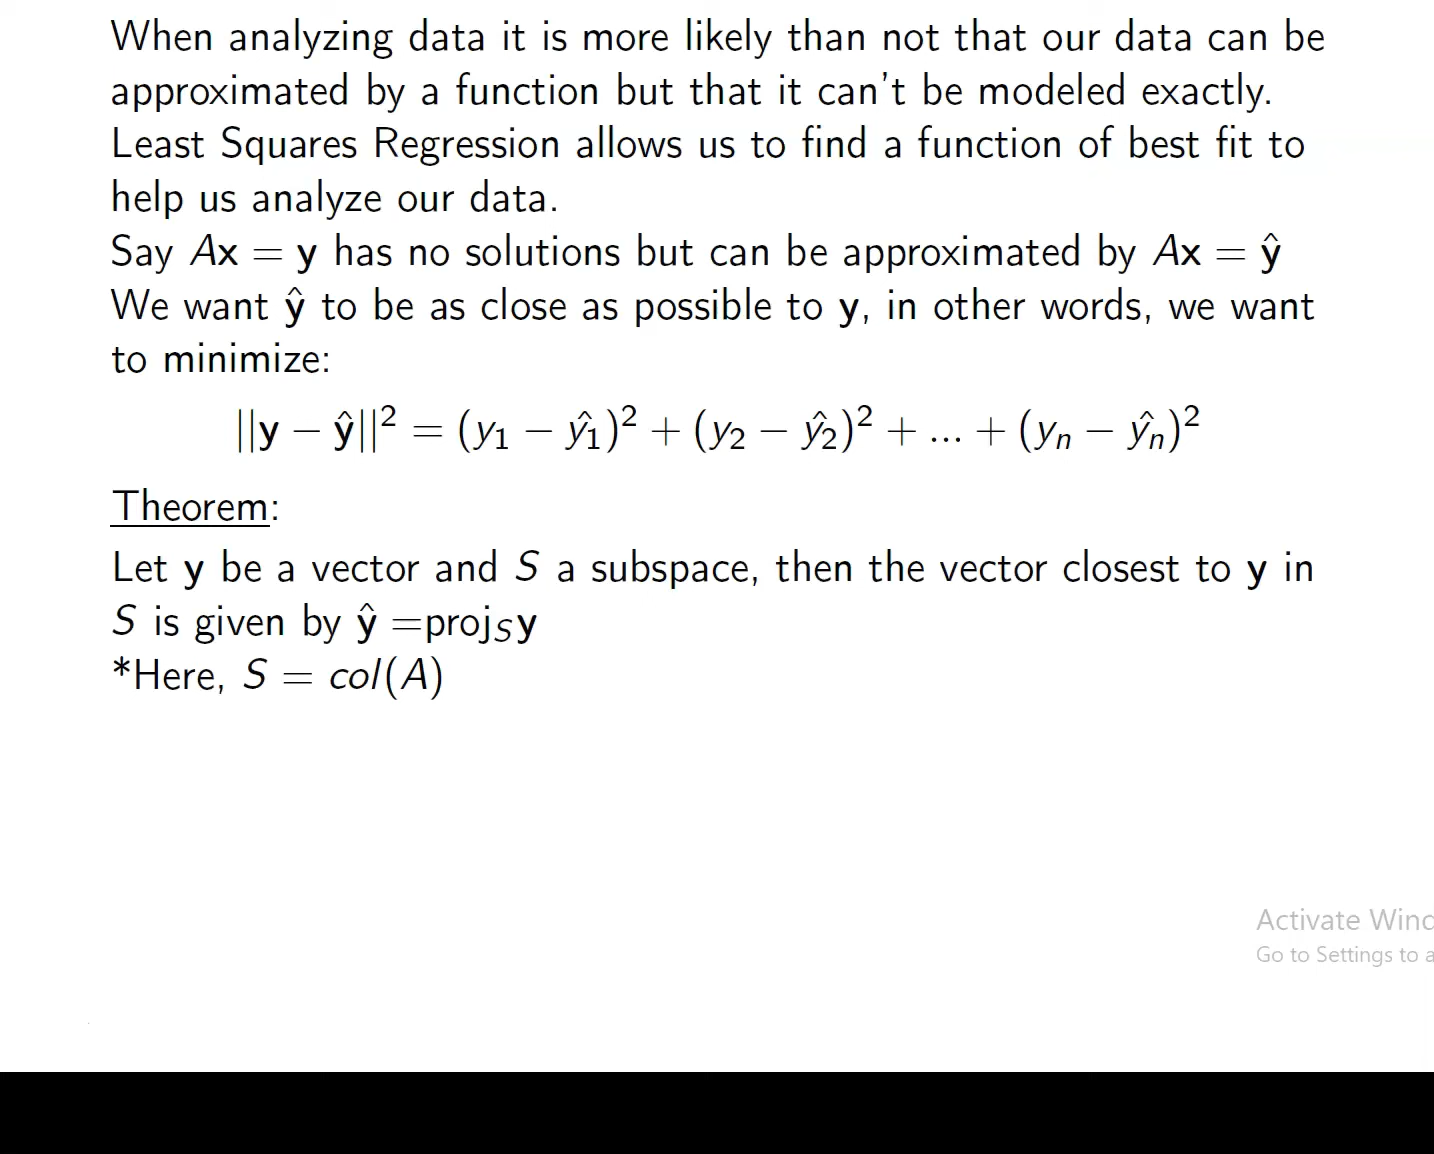 When analyzing data it is more likely than not that our data can be
approximated by a function but that it can't be modeled exactly.
Least Squares Regression allows us to find a function of best fit to
help us analyze our data.
Say Ax = y has no solutions but can be approximated by Ax = ŷ
We want ŷ to be as close as possible to y, in other words, we want
to minimize:
||y − ŷ||² = (y₁ − ŷ₁)² + (y₂ − ŷ₂)² + ... + (yₙ − ŷₙ)²
Theorem:
Let y be a vector and S a subspace, then the vector closest to y in
S is given by ŷ =projₛy
*Here, S = col(A)
Activate Wind
Go to Settings to a